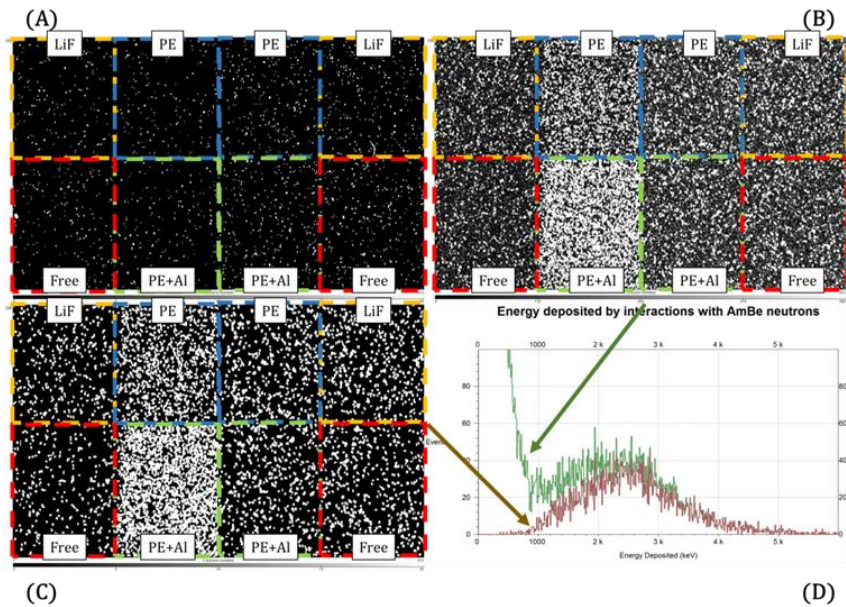 (A) (B)
LiF PE PE LiF LiF PE PE LiF
Free PE+Al PE+Al Free Free PE+Al PE+Al Free
LiF PE PE LiF
Energy deposited by interactions with AmBe neutrons
0 1000 2 k 3 k 4 k 5 k
80
60
40 40
20 20
0 0
Free PE+Al PE+Al Free
0 1000 2 k 3 k 4 k 5 k
Energy Deposited (keV)
(C) (D)